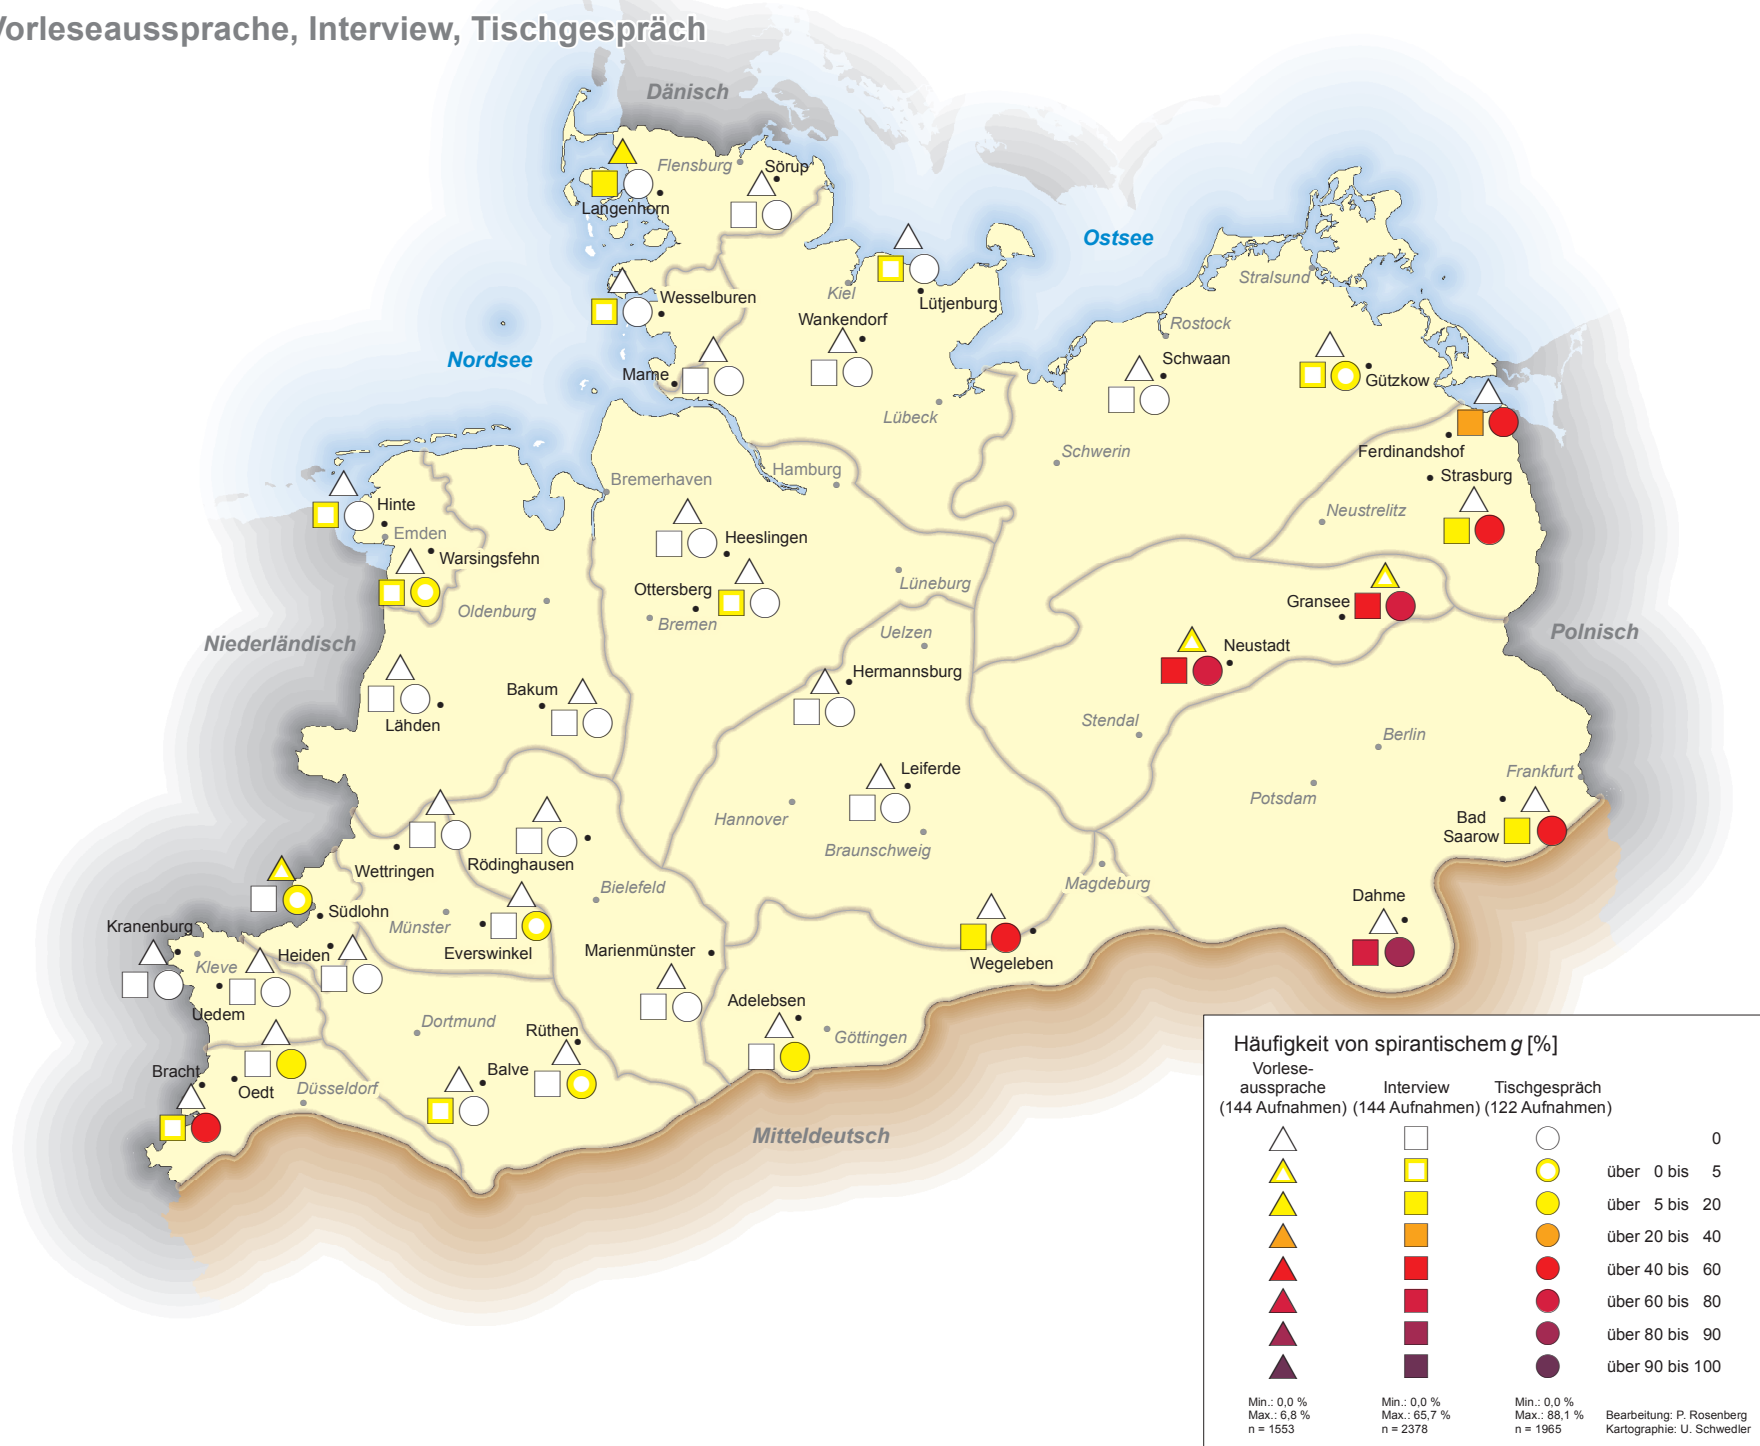 Vorleseaussprache, Interview, Tischgespräch
Dänisch
Flensburg
Sörup
Langenhorn
Ostsee
Stralsund
Kiel
Lütjenburg
Wesselburen
Wankendorf
Rostock
Nordsee
Schwaan
Marne
Gützkow
Lübeck
Schwerin
Ferdinandshof
Hamburg
Bremerhaven
Strasburg
Hinte
Neustrelitz
Emden
Heeslingen
Warsingsfehn
Lüneburg
Ottersberg
Oldenburg
Bremen
Gransee
Niederländisch
Uelzen
Polnisch
Neustadt
Hermannsburg
Bakum
Lähden
Stendal
Berlin
Leiferde
Frankfurt
Hannover
Potsdam
Bad
Saarow
Braunschweig
Rödinghausen
Wettringen
Magdeburg
Bielefeld
Dahme
Südlohn
Kranenburg
Münster
Everswinkel
Heiden
Marienmünster
Wegeleben
Kleve
Adelebsen
Uedem
Dortmund
Rüthen
Göttingen
Bracht
Balve
Oedt
Düsseldorf
Mitteldeutsch
Häufigkeit von spirantischem g [%]
Vorlese-
aussprache Interview Tischgespräch
(144 Aufnahmen) (144 Aufnahmen) (122 Aufnahmen)
0
über 0 bis 5
über 5 bis 20
über 20 bis 40
über 40 bis 60
über 60 bis 80
über 80 bis 90
über 90 bis 100
Min.: 0,0 % Min.: 0,0 % Min.: 0,0 %
Max.: 6,8 % Max.: 65,7 % Max.: 88,1 % Bearbeitung: P. Rosenberg
n = 1553 n = 2378 n = 1965 Kartographie: U. Schwedler